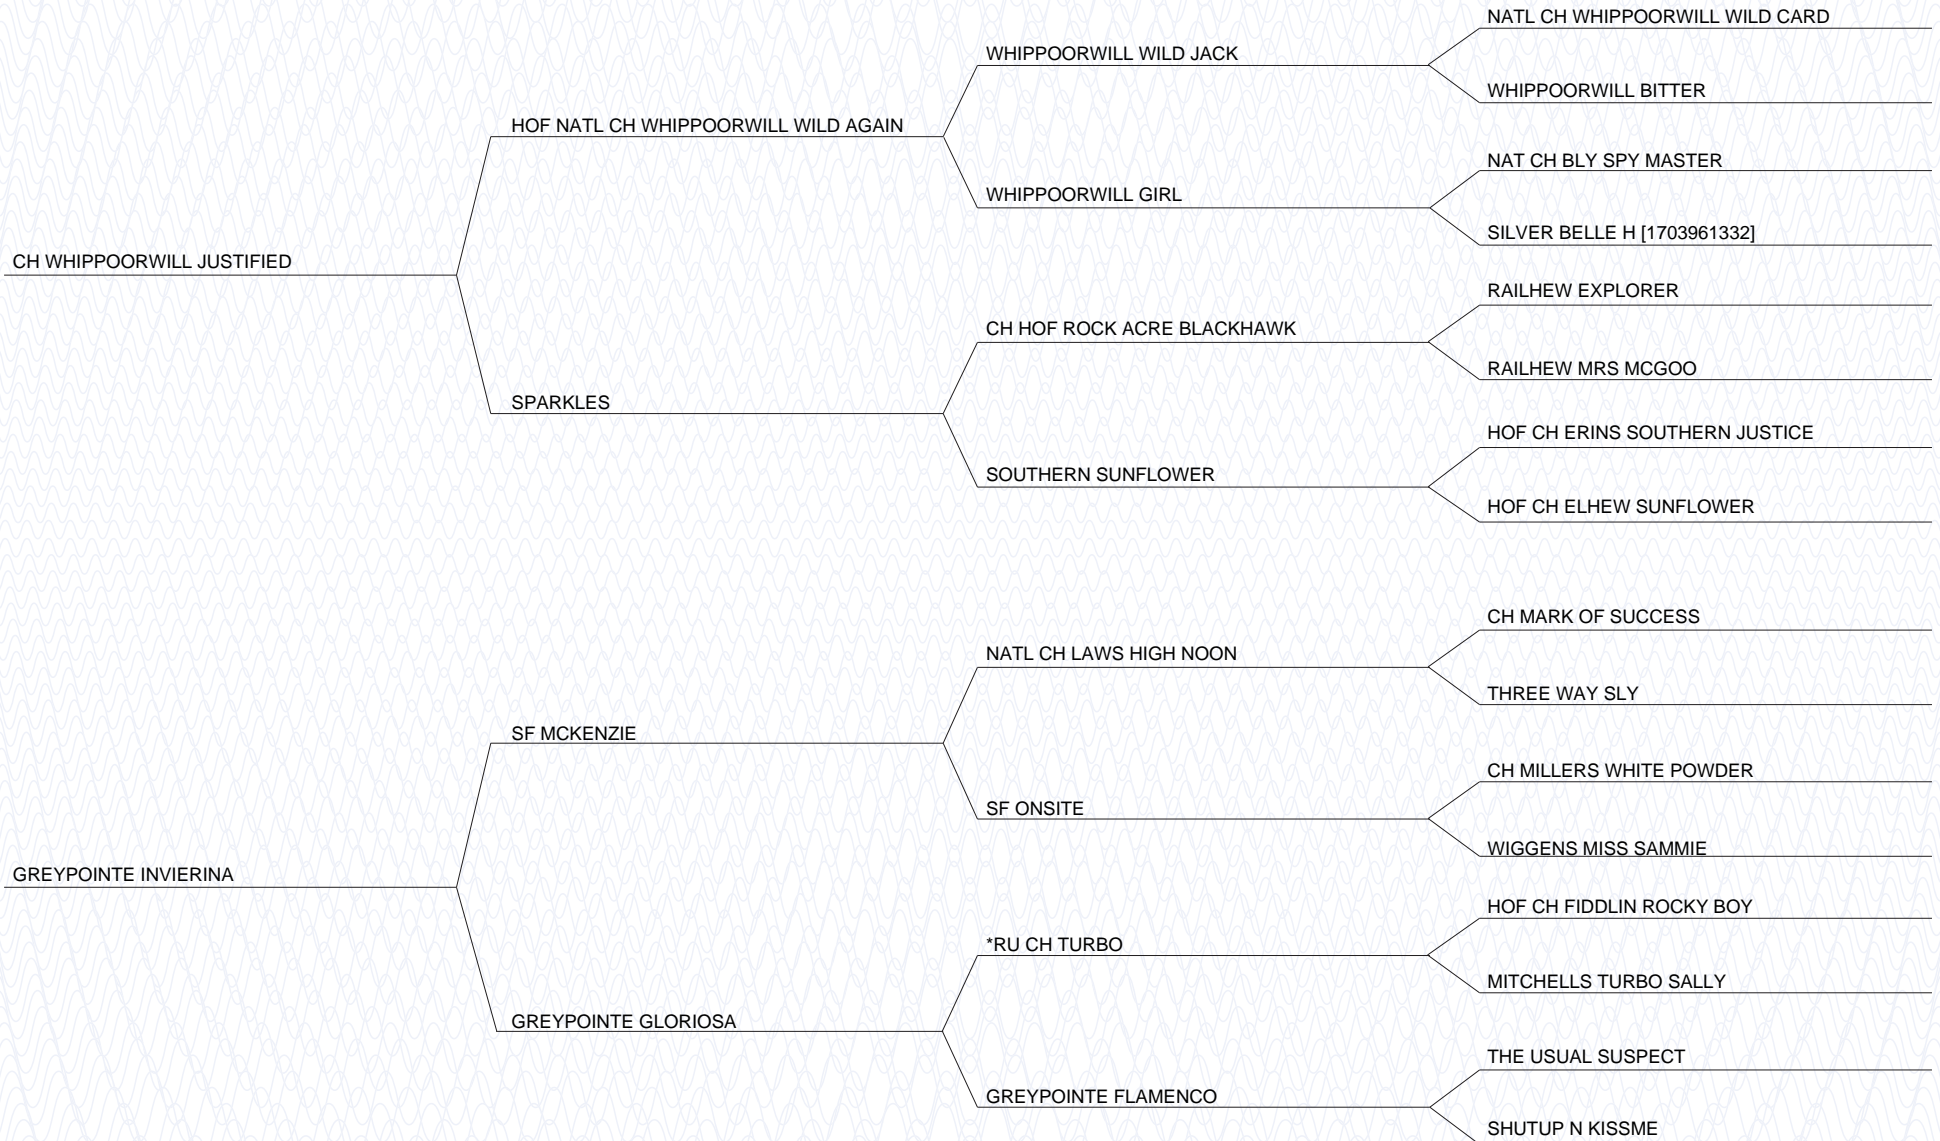 NATL CH WHIPPOORWILL WILD CARD
WHIPPOORWILL WILD JACK
WHIPPOORWILL BITTER
HOF NATL CH WHIPPOORWILL WILD AGAIN
NAT CH BLY SPY MASTER
WHIPPOORWILL GIRL
SILVER BELLE H [1703961332]
CH WHIPPOORWILL JUSTIFIED
RAILHEW EXPLORER
CH HOF ROCK ACRE BLACKHAWK
RAILHEW MRS MCGOO
SPARKLES
HOF CH ERINS SOUTHERN JUSTICE
SOUTHERN SUNFLOWER
HOF CH ELHEW SUNFLOWER
CH MARK OF SUCCESS
NATL CH LAWS HIGH NOON
THREE WAY SLY
SF MCKENZIE
CH MILLERS WHITE POWDER
SF ONSITE
WIGGENS MISS SAMMIE
GREYPOINTE INVIERINA
HOF CH FIDDLIN ROCKY BOY
*RU CH TURBO
MITCHELLS TURBO SALLY
GREYPOINTE GLORIOSA
THE USUAL SUSPECT
GREYPOINTE FLAMENCO
SHUTUP N KISSME